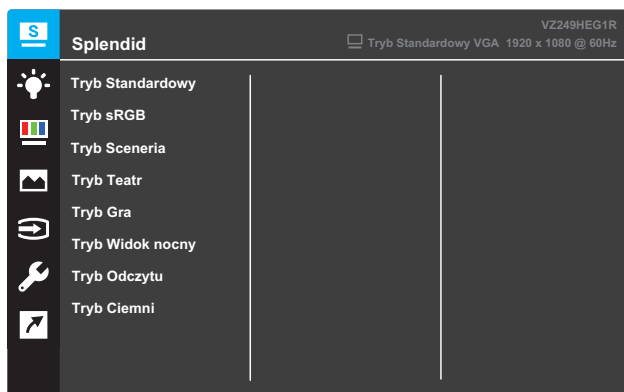 S
VZ249HEG1R
Splendid
Tryb Standardowy VGA 1920 x 1080 @ 60Hz
Tryb Standardowy
Tryb sRGB
Tryb Sceneria
Tryb Teatr
Tryb Gra
Tryb Widok nocny
Tryb Odczytu
Tryb Ciemni